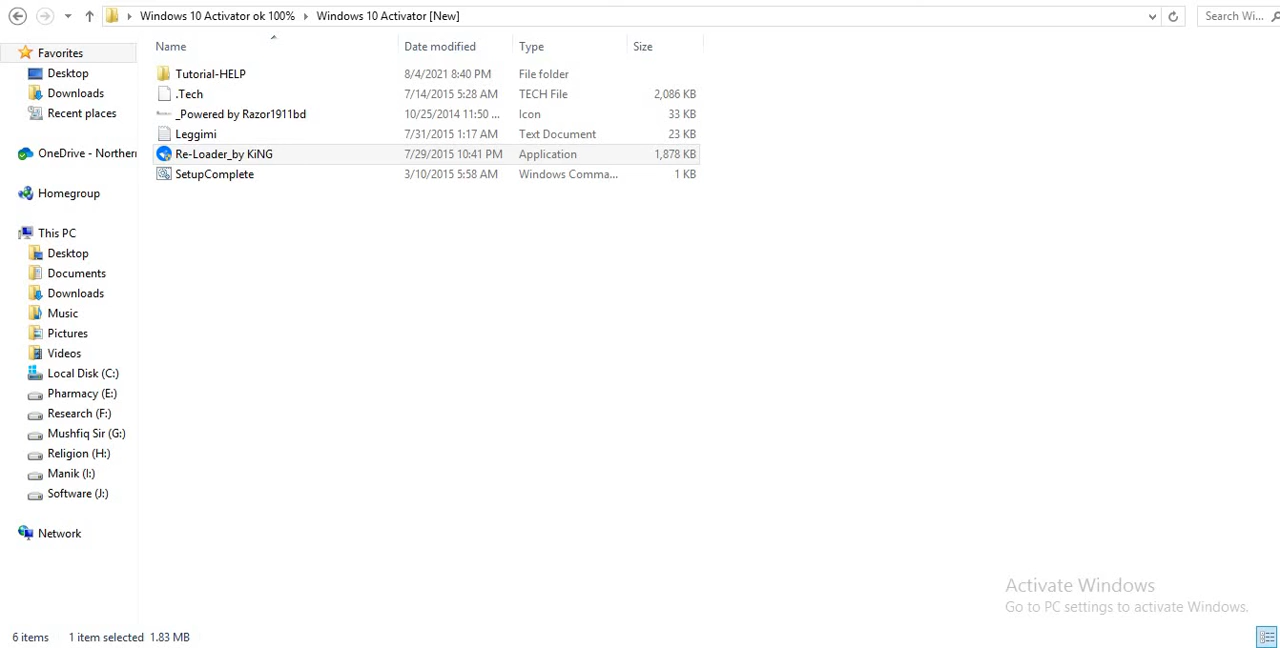 Windows 10 Activator ok 100% Windows 10 Activator [New] Search Wi...
Name Date modified Type Size
Favorites
Desktop
Downloads
Recent places
OneDrive - Northern
Homegroup
This PC
Desktop
Documents
Downloads
Music
Pictures
Videos
Local Disk (C:)
Pharmacy (E:)
Research (F:)
Mushfiq Sir (G:)
Religion (H:)
Manik (I:)
Software (J:)
Network
Tutorial-HELP 8/4/2021 8:40 PM File folder
.Tech 7/14/2015 5:28 AM TECH File 2,086 KB
_Powered by Razor1911bd 10/25/2014 11:50 ... Icon 33 KB
Leggimi 7/31/2015 1:17 AM Text Document 23 KB
Re-Loader_by KiNG 7/29/2015 10:41 PM Application 1,878 KB
SetupComplete 3/10/2015 5:58 AM Windows Comma... 1 KB
Activate Windows
Go to PC settings to activate Windows.
6 items 1 item selected 1.83 MB